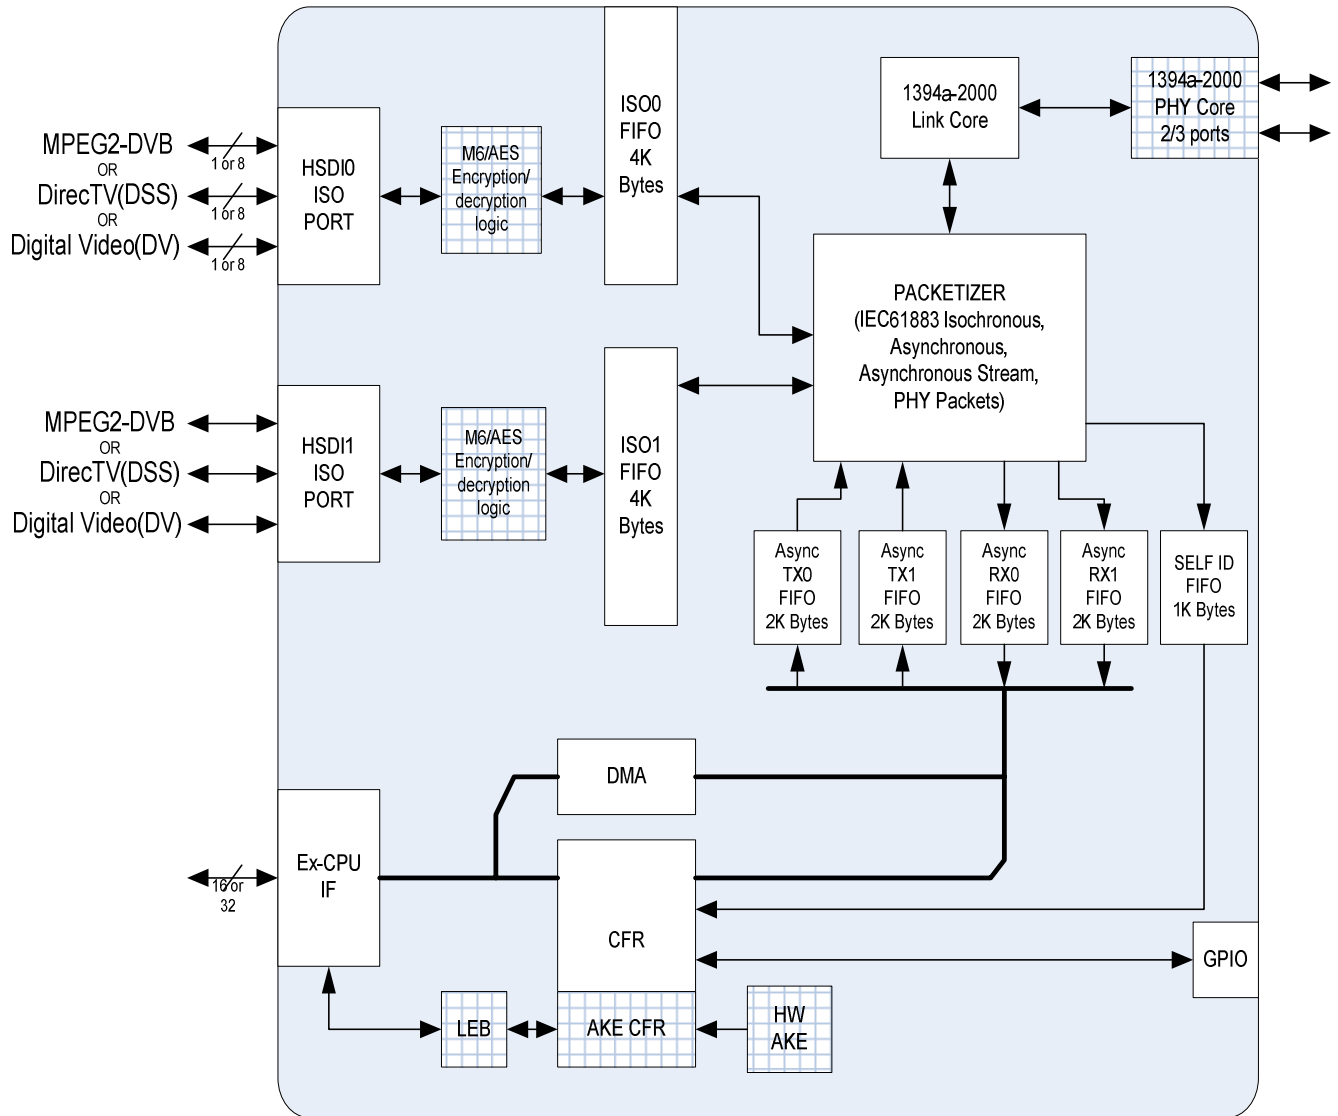 MPEG2-DVB
OR
DirecTV(DSS)
OR
Digital Video(DV)
1 or 8
1 or 8
1 or 8
HSDI0
ISO
PORT
M6/AES
Encryption/
decryption
logic
ISO0
FIFO
4K
Bytes
1394a-2000
Link Core
1394a-2000
PHY Core
2/3 ports
PACKETIZER
(IEC61883 Isochronous,
Asynchronous,
Asynchronous Stream,
PHY Packets)
MPEG2-DVB
OR
DirecTV(DSS)
OR
Digital Video(DV)
HSDI1
ISO
PORT
M6/AES
Encryption/
decryption
logic
ISO1
FIFO
4K
Bytes
Async
TX0
FIFO
2K Bytes
Async
TX1
FIFO
2K Bytes
Async
RX0
FIFO
2K Bytes
Async
RX1
FIFO
2K Bytes
SELF ID
FIFO
1K Bytes
DMA
Ex-CPU
IF
16 or
32
CFR
GPIO
LEB
AKE CFR
HW
AKE